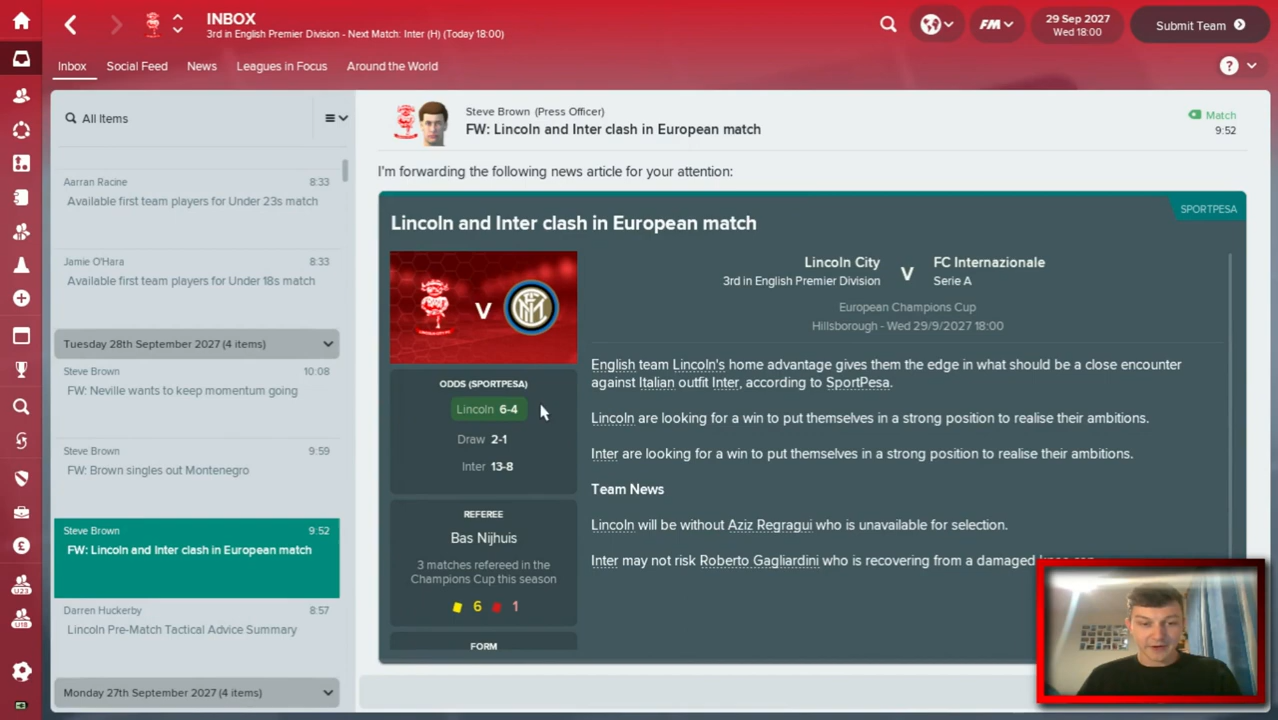 INBOX
3rd in English Premier Division - Next Match: Inter (H) (Today 18:00)
FM
29 Sep 2027
Wed 18:00
Submit Team
Inbox
Social Feed
News
Leagues in Focus
Around the World
?
All Items
Aarran Racine 8:33
Available first team players for Under 23s match
Jamie O'Hara 8:33
Available first team players for Under 18s match
Tuesday 28th September 2027 (4 items)
Steve Brown 10:08
FW: Neville wants to keep momentum going
Steve Brown 9:59
FW: Brown singles out Montenegro
Steve Brown 9:52
FW: Lincoln and Inter clash in European match
Darren Huckerby 8:57
Lincoln Pre-Match Tactical Advice Summary
Monday 27th September 2027 (4 items)
U23
U18
Steve Brown (Press Officer)
FW: Lincoln and Inter clash in European match
Match
9:52
I'm forwarding the following news article for your attention:
SPORTPESA
Lincoln and Inter clash in European match
V
Lincoln City V FC Internazionale
3rd in English Premier Division Serie A
European Champions Cup
Hillsborough - Wed 29/9/2027 18:00
ODDS (SPORTPESA)
Lincoln 6-4
Draw 2-1
Inter 13-8
REFEREE
Bas Nijhuis
3 matches refereed in the
Champions Cup this season
6 1
FORM
English team Lincoln's home advantage gives them the edge in what should be a close encounter
against Italian outfit Inter, according to SportPesa.
Lincoln are looking for a win to put themselves in a strong position to realise their ambitions.
Inter are looking for a win to put themselves in a strong position to realise their ambitions.
Team News
Lincoln will be without Aziz Regragui who is unavailable for selection.
Inter may not risk Roberto Gagliardini who is recovering from a damaged